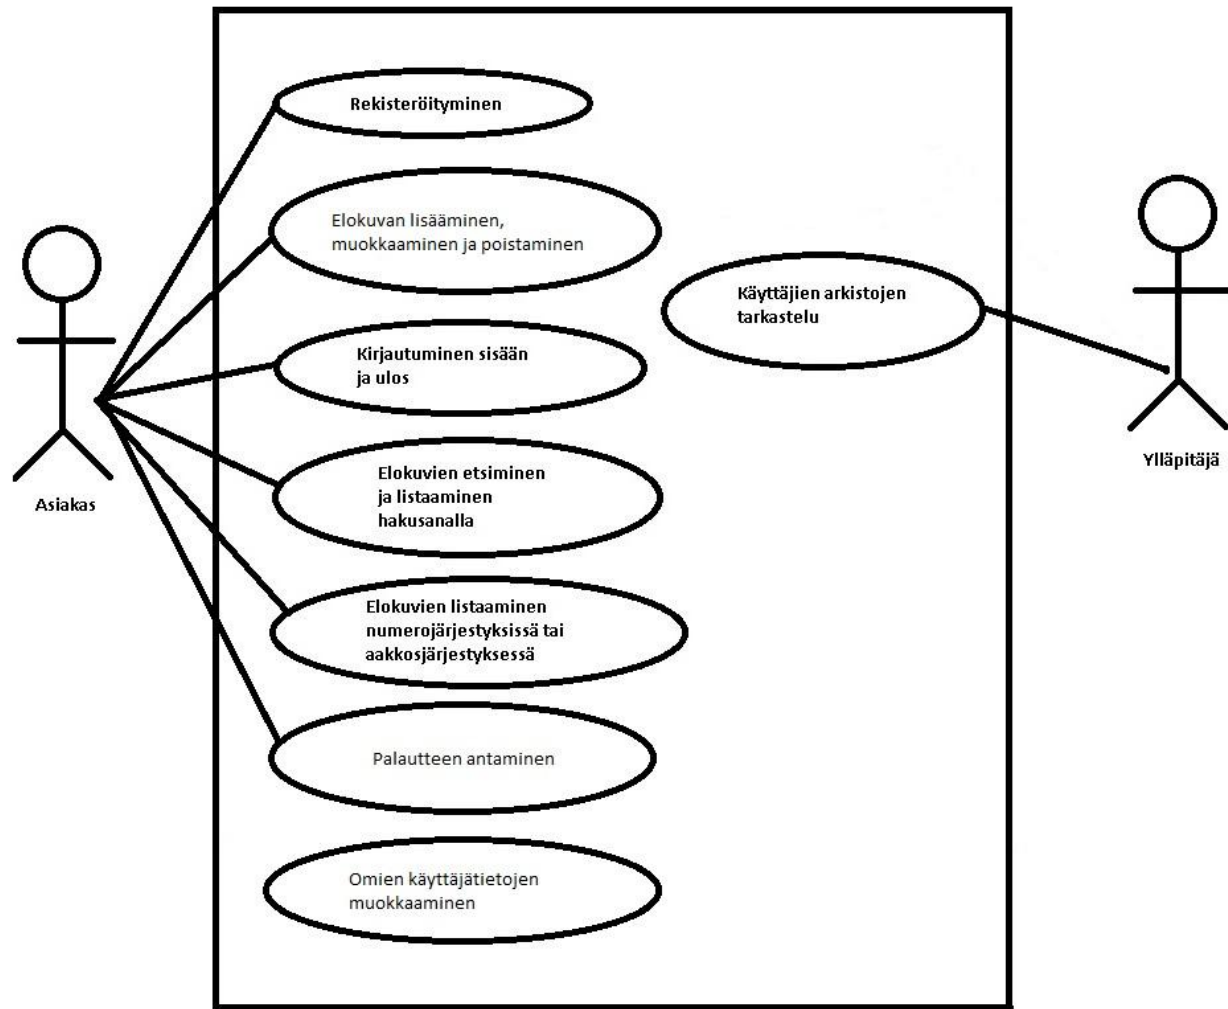 Rekisteröityminen
Elokuvan lisääminen,
muokkaaminen ja poistaminen
Käyttäjien arkistojen
tarkastelu
Kirjautuminen sisään
ja ulos
Elokuvien etsiminen
ja listaaminen
hakusanalla
Asiakas
Ylläpitäjä
Elokuvien listaaminen
numerojärjestyksissä tai
aakkosjärjestyksessä
Palautteen antaminen
Omien käyttäjätietojen
muokkaaminen